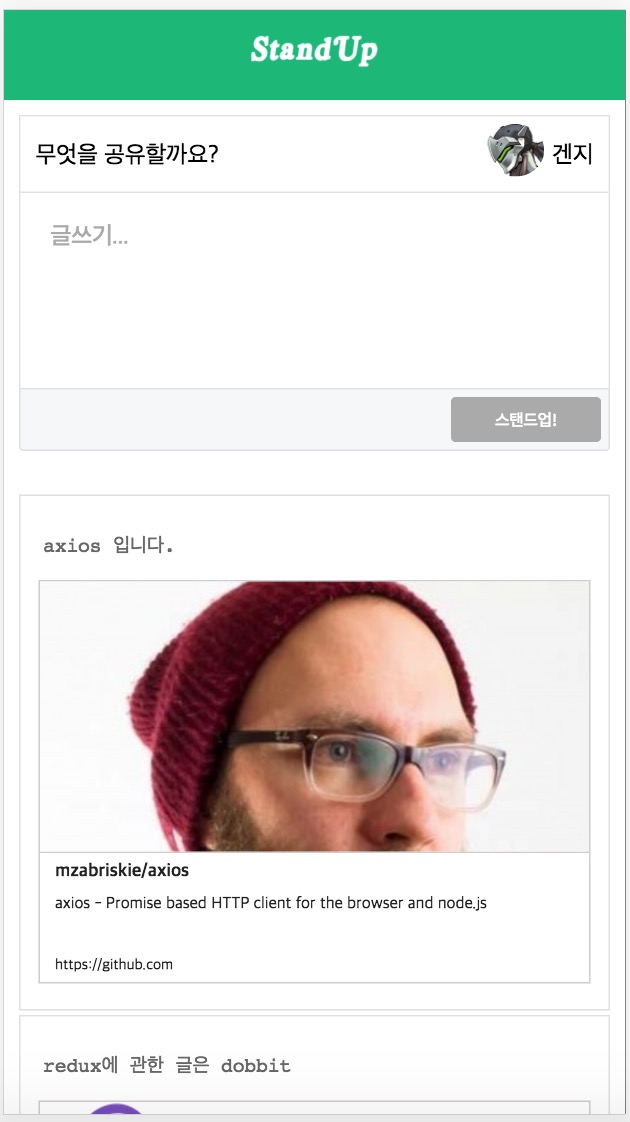 StandUp
무엇을 공유할까요?
겐지
글쓰기...
스탠드업!
axios 입니다.
mzabriskie/axios
axios - Promise based HTTP client for the browser and node.js
https://github.com
redux에 관한 글은 dobbit